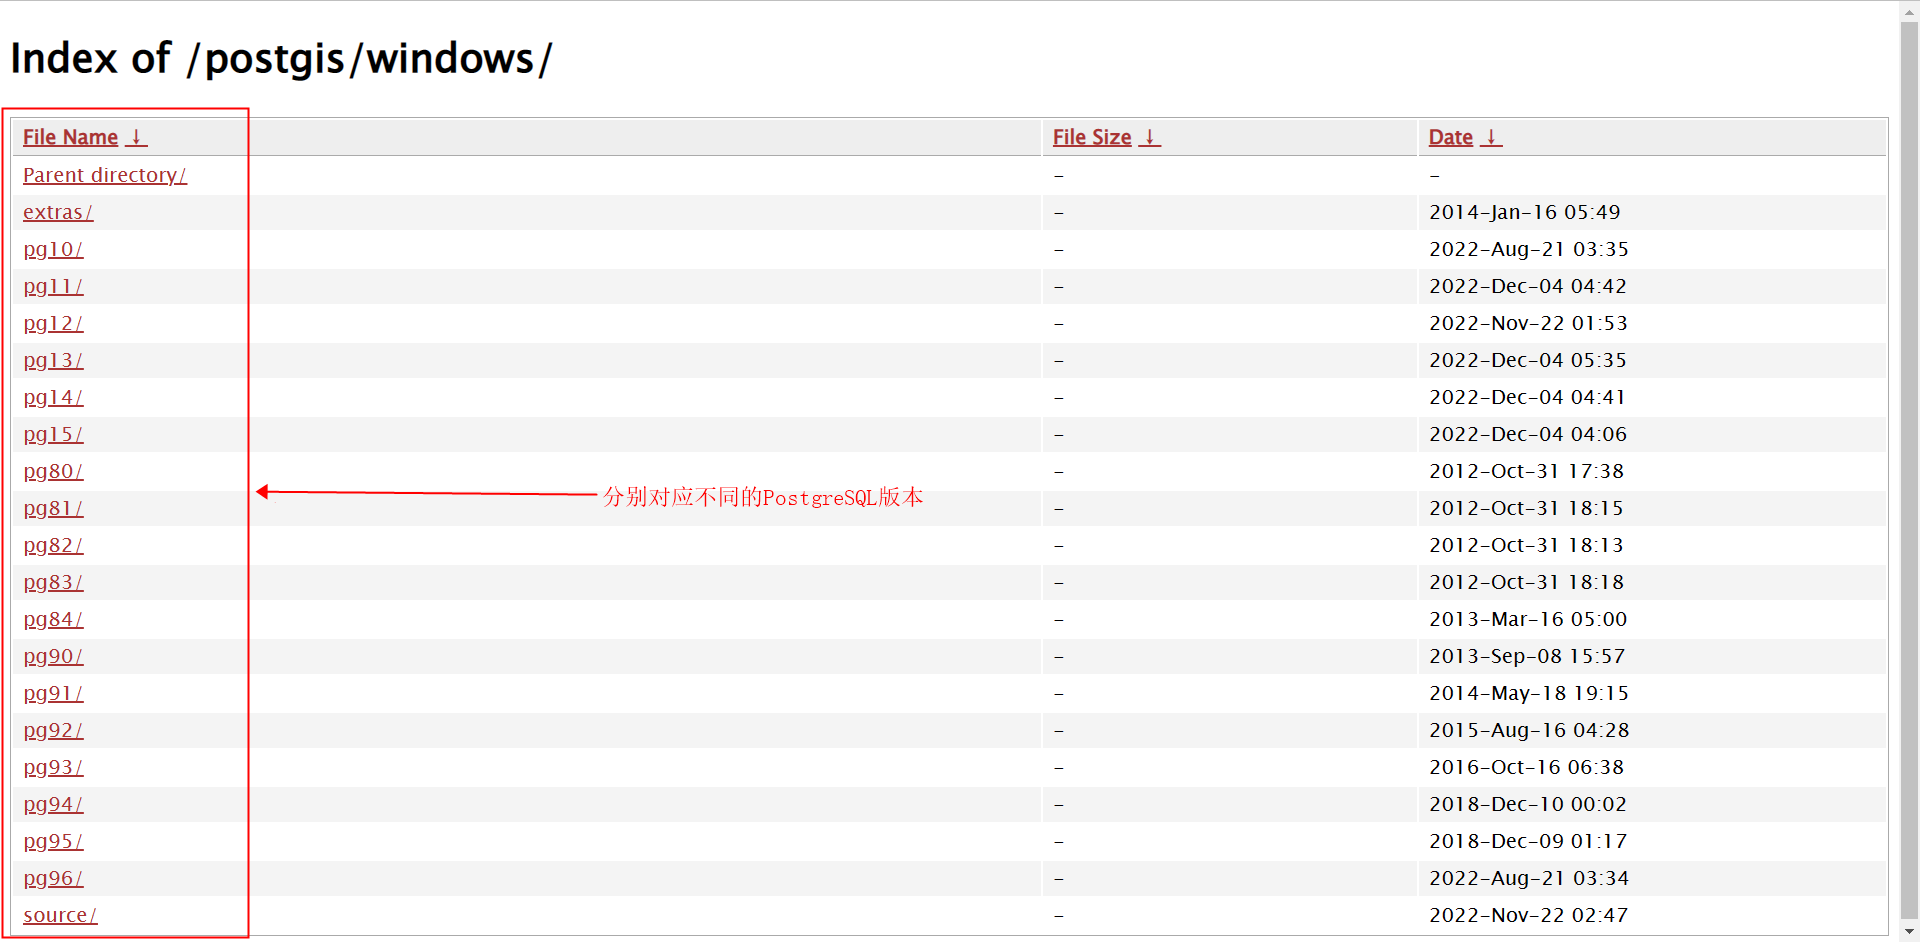 Index of /postgis/windows/
File Name ↓ File Size ↓ Date ↓
Parent directory/ - -
extras/ - 2014-Jan-16 05:49
pg10/ - 2022-Aug-21 03:35
pg11/ - 2022-Dec-04 04:42
pg12/ - 2022-Nov-22 01:53
pg13/ - 2022-Dec-04 05:35
pg14/ - 2022-Dec-04 04:41
pg15/ - 2022-Dec-04 04:06
pg80/ - 2012-Oct-31 17:38
分别对应不同的PostgreSQL版本
pg81/ - 2012-Oct-31 18:15
pg82/ - 2012-Oct-31 18:13
pg83/ - 2012-Oct-31 18:18
pg84/ - 2013-Mar-16 05:00
pg90/ - 2013-Sep-08 15:57
pg91/ - 2014-May-18 19:15
pg92/ - 2015-Aug-16 04:28
pg93/ - 2016-Oct-16 06:38
pg94/ - 2018-Dec-10 00:02
pg95/ - 2018-Dec-09 01:17
pg96/ - 2022-Aug-21 03:34
source/ - 2022-Nov-22 02:47